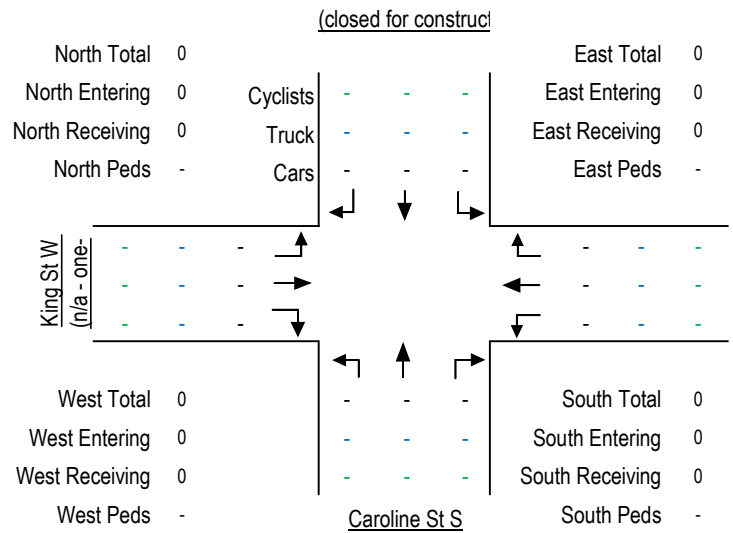 (closed for construct
North Total 0
East Total 0
North Entering 0
Cyclists - - -
East Entering 0
North Receiving 0
Truck - - -
East Receiving 0
North Peds -
Cars - - -
East Peds -
King St W
(n/a - one-
- - -
- - -
- - -
- - -
- - -
- - -
West Total 0
- - -
South Total 0
West Entering 0
- - -
South Entering 0
West Receiving 0
- - -
South Receiving 0
West Peds -
Caroline St S
South Peds -